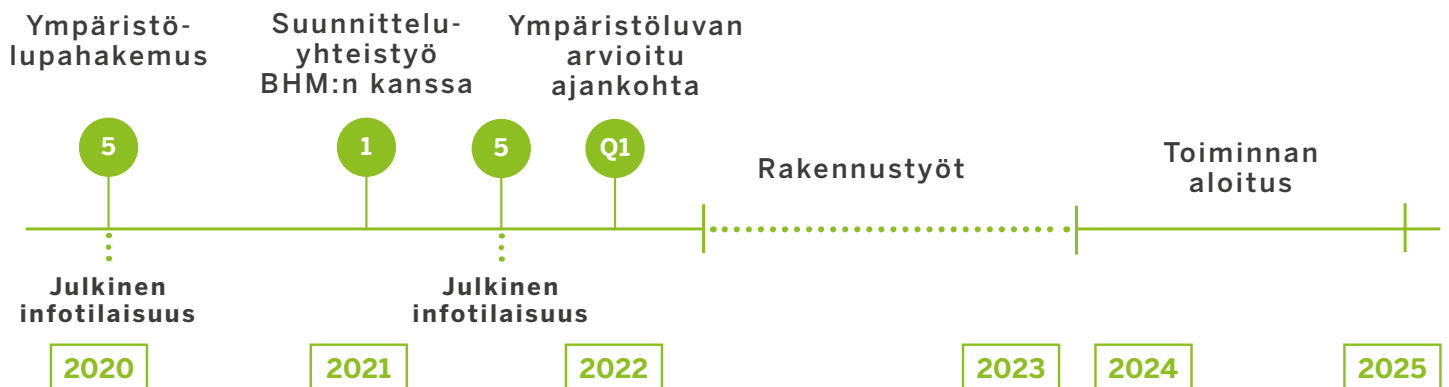 Ympäristö-
lupahakemus
Suunnittelu-
yhteistyö
BHM:n kanssa
Ympäristöluvan
arvioitu
ajankohta
5
1
5
Q1
Rakennustyöt
Toiminnan
aloitus
Julkinen
infotilaisuus
Julkinen
infotilaisuus
2020
2021
2022
2023
2024
2025